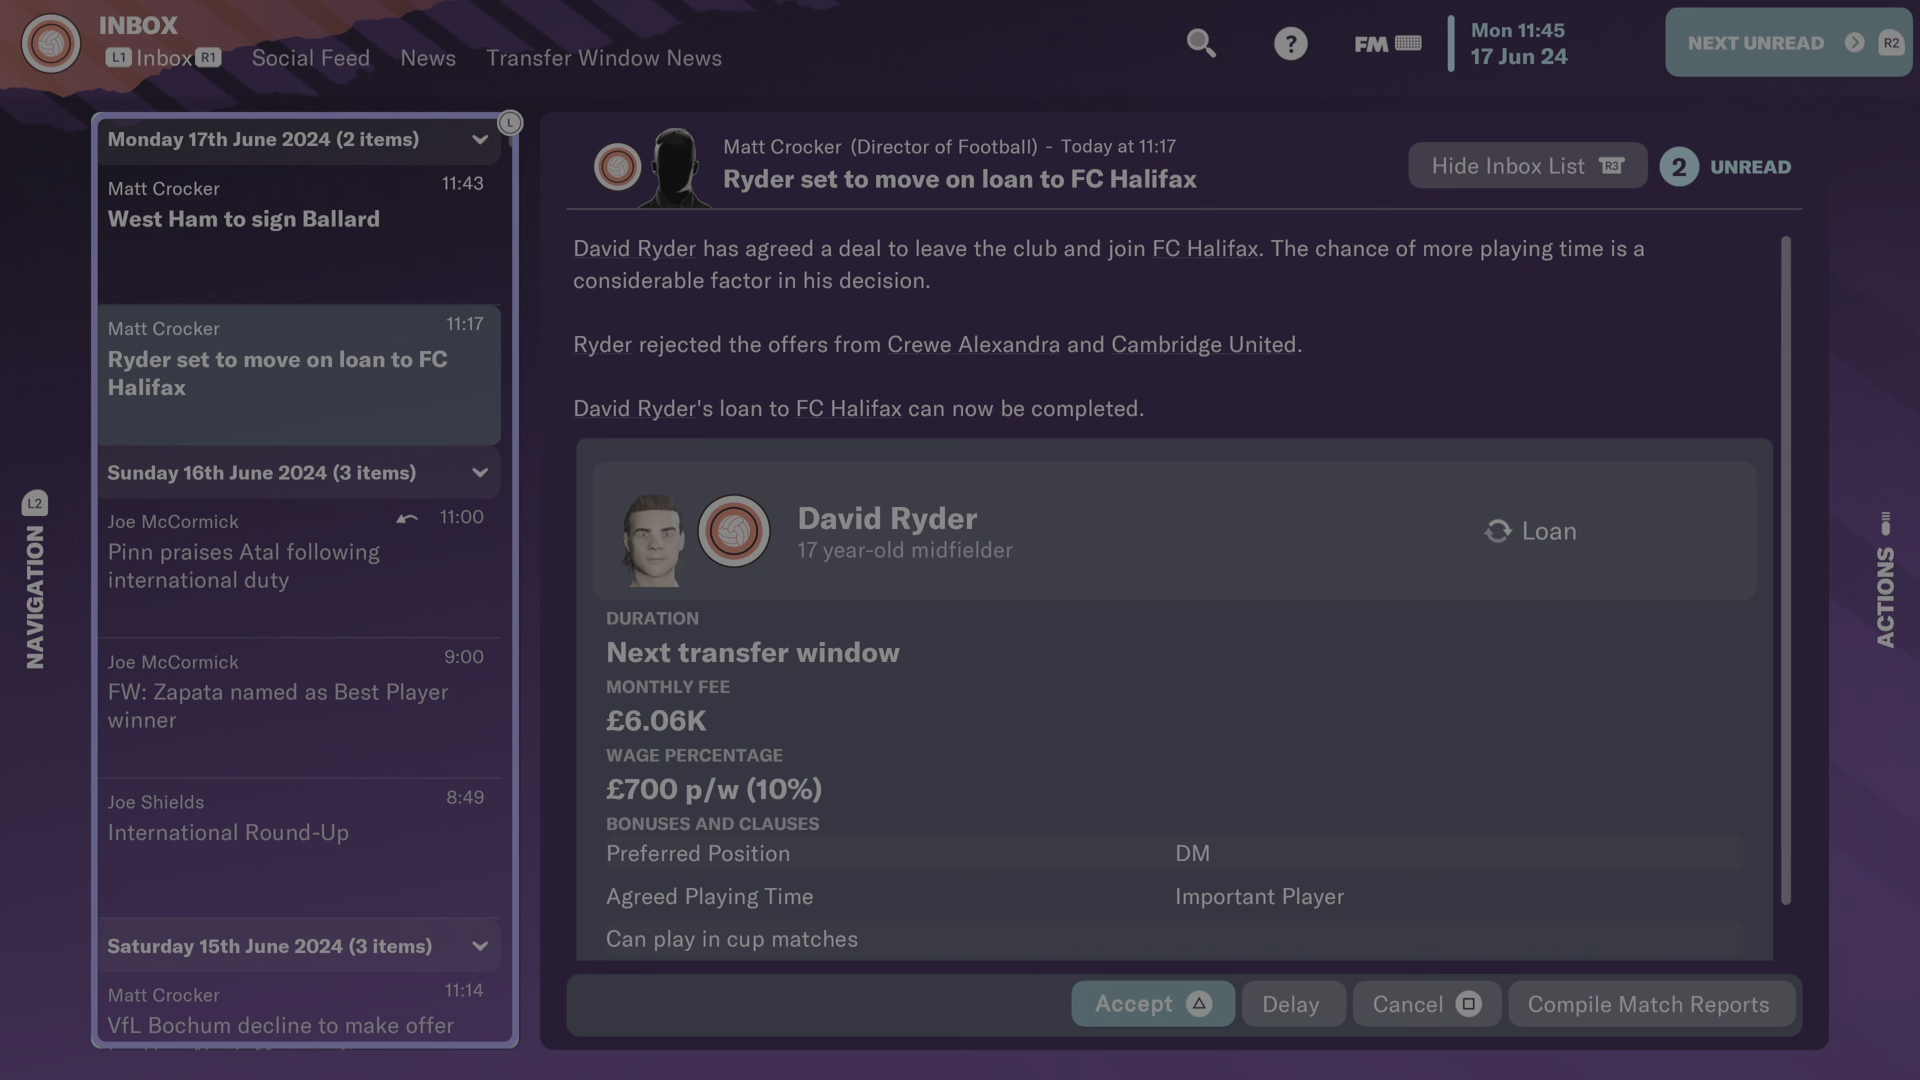 INBOX
L1 Inbox R1 Social Feed News Transfer Window News
FM
Mon 11:45
17 Jun 24
NEXT UNREAD R2
L
Monday 17th June 2024 (2 items)
Matt Crocker 11:43
West Ham to sign Ballard
Matt Crocker 11:17
Ryder set to move on loan to FC
Halifax
Sunday 16th June 2024 (3 items)
Joe McCormick 11:00
Pinn praises Atal following
international duty
Joe McCormick 9:00
FW: Zapata named as Best Player
winner
Joe Shields 8:49
International Round-Up
Saturday 15th June 2024 (3 items)
Matt Crocker 11:14
VfL Bochum decline to make offer
L2
NAVIGATION
Matt Crocker (Director of Football) - Today at 11:17
Ryder set to move on loan to FC Halifax
Hide Inbox List R3
2 UNREAD
David Ryder has agreed a deal to leave the club and join FC Halifax. The chance of more playing time is a
considerable factor in his decision.
Ryder rejected the offers from Crewe Alexandra and Cambridge United.
David Ryder's loan to FC Halifax can now be completed.
David Ryder
17 year-old midfielder
Loan
DURATION
Next transfer window
MONTHLY FEE
£6.06K
WAGE PERCENTAGE
£700 p/w (10%)
BONUSES AND CLAUSES
Preferred Position DM
Agreed Playing Time Important Player
Can play in cup matches
Accept Delay Cancel Compile Match Reports
ACTIONS